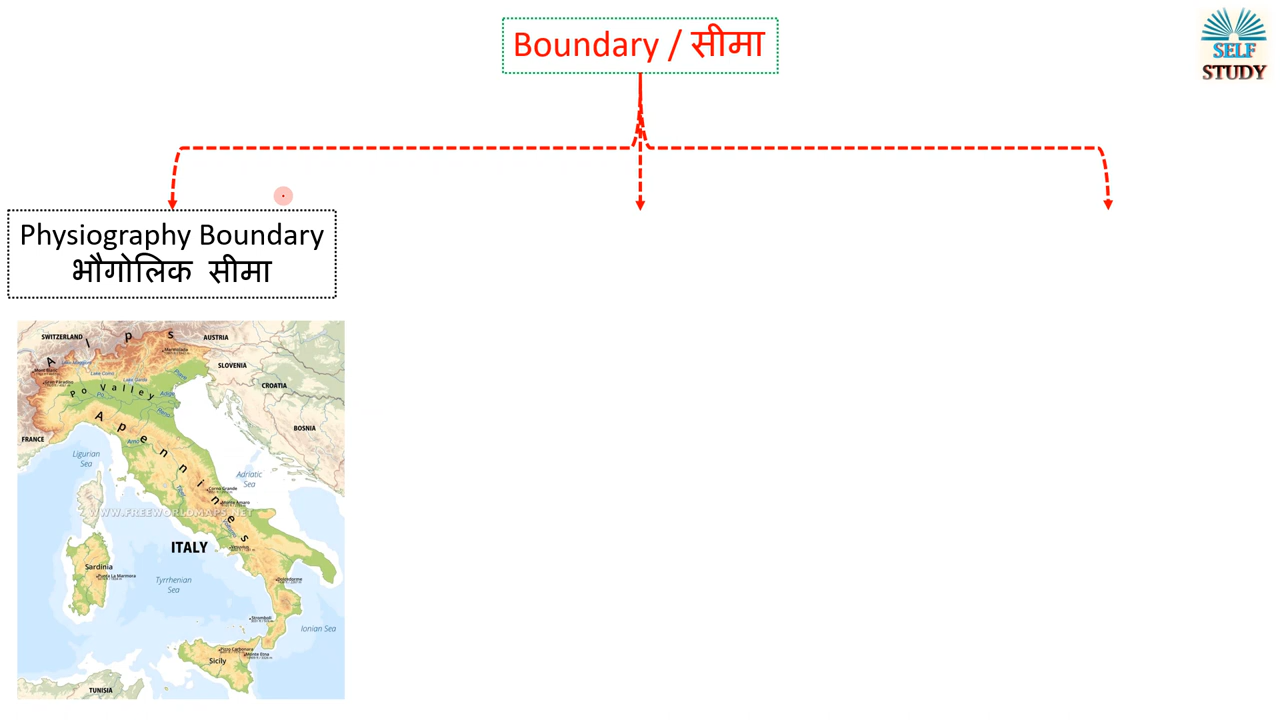 Boundary / सीमा
SELF
STUDY
Physiography Boundary
भौगोलिक सीमा
SWITZERLAND
A l p s
AUSTRIA
SLOVENIA
CROATIA
Po Valley
BOSNIA
FRANCE
Apennines
Ligurian
Sea
Adriatic
Sea
WWW.FREEWORLDMAPS.NET
ITALY
Sardinia
Tyrrhenian
Sea
Ionian Sea
Sicily
TUNISIA